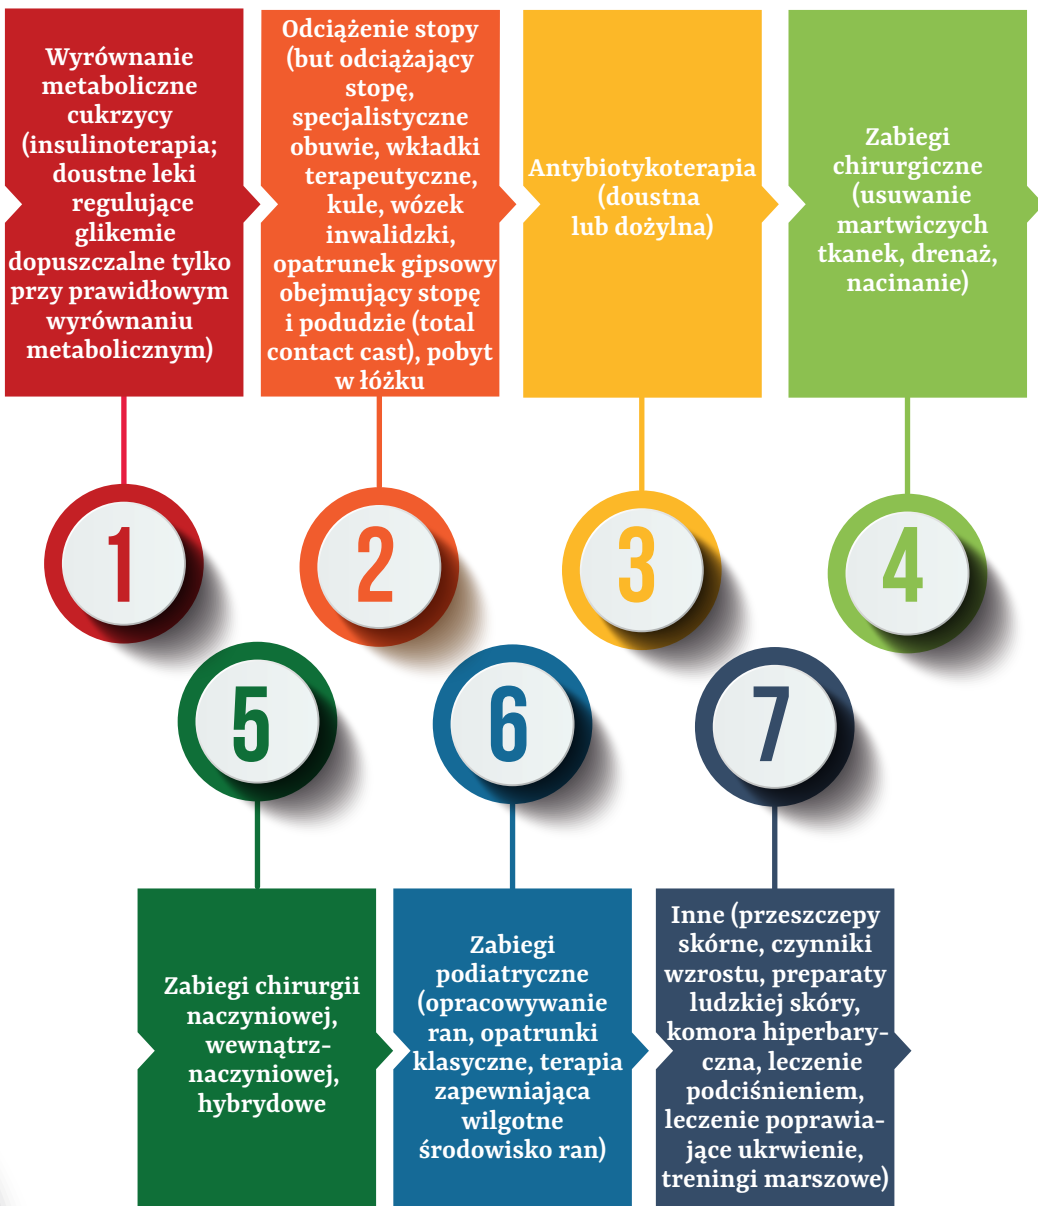 Wyrównanie
metaboliczne
cukrzycy
(insulinoterapia;
doustne leki
regulujące
glikemie
dopuszczalne tylko
przy prawidłowym
wyrównaniu
metabolicznym)
Odciążenie stopy
(but odciążający
stopę,
specjalistyczne
obuwie, wkładki
terapeutyczne,
kule, wózek
inwalidzki,
opatrunek gipsowy
obejmujący stopę
i podudzie (total
contact cast), pobyt
w łóżku
Antybiotykoterapia
(doustna
lub dożylna)
Zabiegi
chirurgiczne
(usuwanie
martwiczych
tkanek, drenaż,
nacinanie)
1
2
3
4
5
6
7
Zabiegi chirurgii
naczyniowej,
wewnątrz-
naczyniowej,
hybrydowe
Zabiegi
podiatryczne
(opracowywanie
ran, opatrunki
klasyczne, terapia
zapewniająca
wilgotne
środowisko ran)
Inne (przeszczepy
skórne, czynniki
wzrostu, preparaty
ludzkiej skóry,
komora hiperbary-
czna, leczenie
podciśnieniem,
leczenie poprawia-
jące ukrwienie,
treningi marszowe)